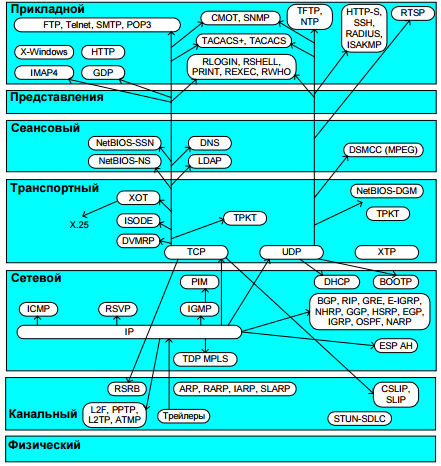 Прикладной
FTP, Telnet, SMTP, POP3
CMOT, SNMP
TFTP,
NTP
HTTP-S,
SSH,
RADIUS,
ISAKMP
RTSP
TACACS+, TACACS
X-Windows
HTTP
IMAP4
GDP
RLOGIN, RSHELL,
PRINT, REXEC, RWHO
Представления
Сеансовый
NetBIOS-SSN
DNS
NetBIOS-NS
LDAP
DSMCC (MPEG)
Транспортный
XOT
X.25
ISODE
DVMRP
TPKT
NetBIOS-DGM
TPKT
TCP
UDP
XTP
Сетевой
PIM
DHCP
BOOTP
ICMP
RSVP
IGMP
BGP, RIP, GRE, E-IGRP,
NHRP, GGP, HSRP, EGP,
IGRP, OSPF, NARP
IP
ESP AH
TDP MPLS
Канальный
RSRB
ARP, RARP, IARP, SLARP
CSLIP,
SLIP
L2F, PPTP,
L2TP, ATMP
Трейлеры
STUN-SDLC
Физический